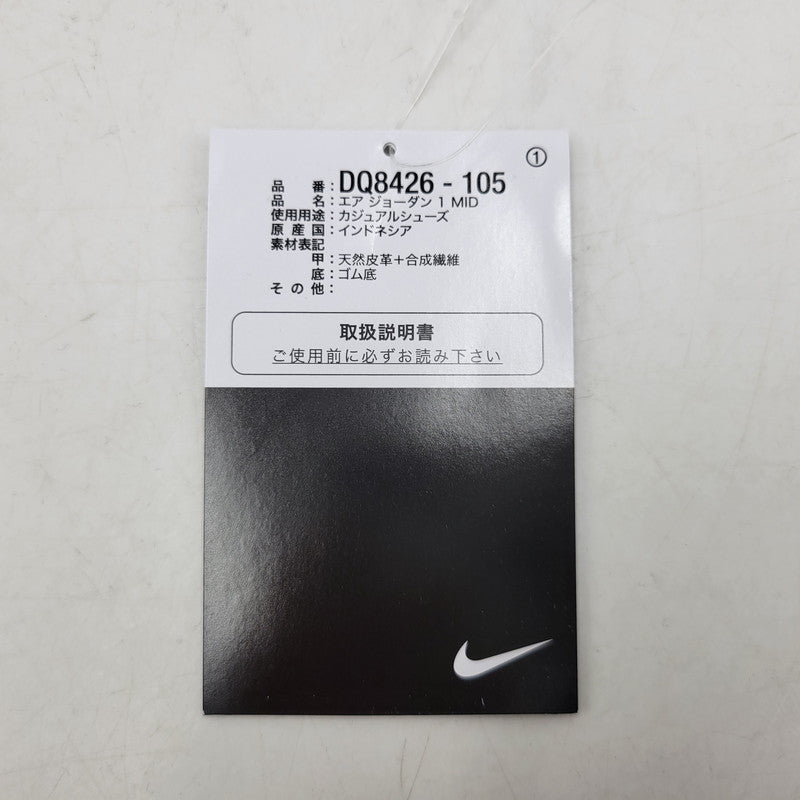 ①
品番：DQ8426 - 105
品名：エア ジョーダン 1 MID
使用用途：カジュアルシューズ
原産国：インドネシア
素材表記
甲：天然皮革＋合成繊維
底：ゴム底
その他：
取扱説明書
ご使用前に必ずお読み下さい